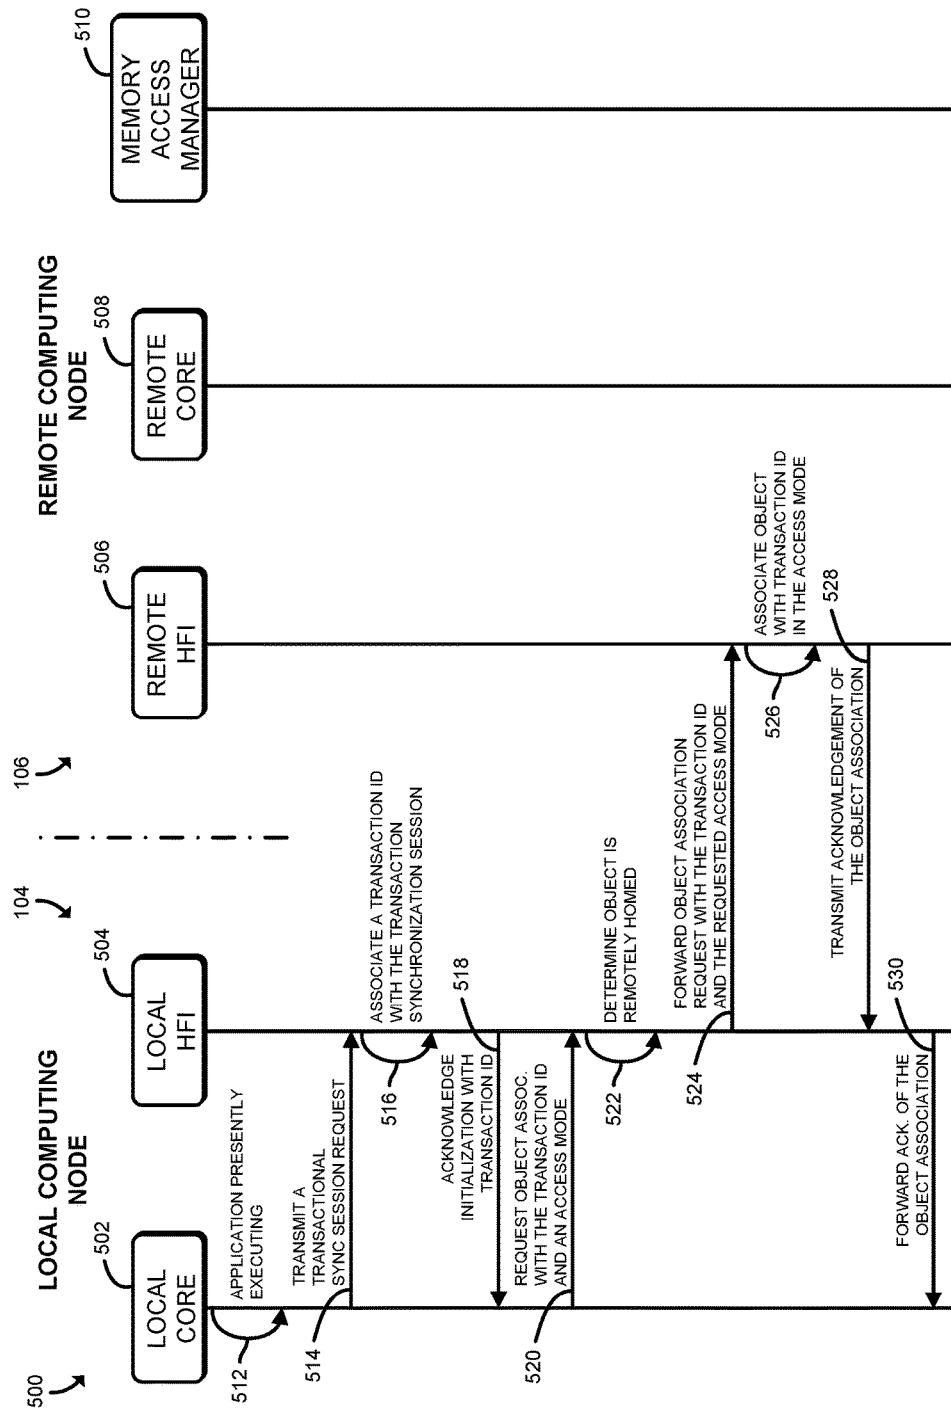 500
LOCAL COMPUTING
NODE
104
106
REMOTE COMPUTING
NODE
502
LOCAL
CORE
504
LOCAL
HFI
506
REMOTE
HFI
508
REMOTE
CORE
510
MEMORY
ACCESS
MANAGER
512
APPLICATION PRESENTLY
EXECUTING
514
TRANSMIT A
TRANSACTIONAL
SYNC SESSION REQUEST
516
ASSOCIATE A TRANSACTION ID
WITH THE TRANSACTION
SYNCHRONIZATION SESSION
518
ACKNOWLEDGE
INITIALIZATION WITH
TRANSACTION ID
520
REQUEST OBJECT ASSOC.
WITH THE TRANSACTION ID
AND AN ACCESS MODE
522
DETERMINE OBJECT IS
REMOTELY HOMED
524
FORWARD OBJECT ASSOCIATION
REQUEST WITH THE TRANSACTION ID
AND THE REQUESTED ACCESS MODE
526
ASSOCIATE OBJECT
WITH TRANSACTION ID
IN THE ACCESS MODE
528
TRANSMIT ACKNOWLEDGEMENT OF
THE OBJECT ASSOCIATION
530
FORWARD ACK. OF THE
OBJECT ASSOCIATION